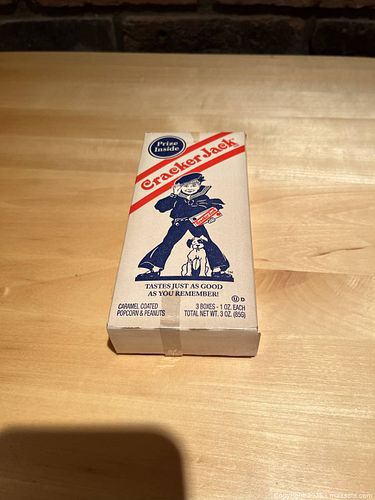 Prize
Inside
Cracker Jack
TASTES JUST AS GOOD
AS YOU REMEMBER!
CARAMEL COATED
POPCORN & PEANUTS
3 BOXES - 1 OZ. EACH
TOTAL NET WT. 3 OZ. (85G)
U D